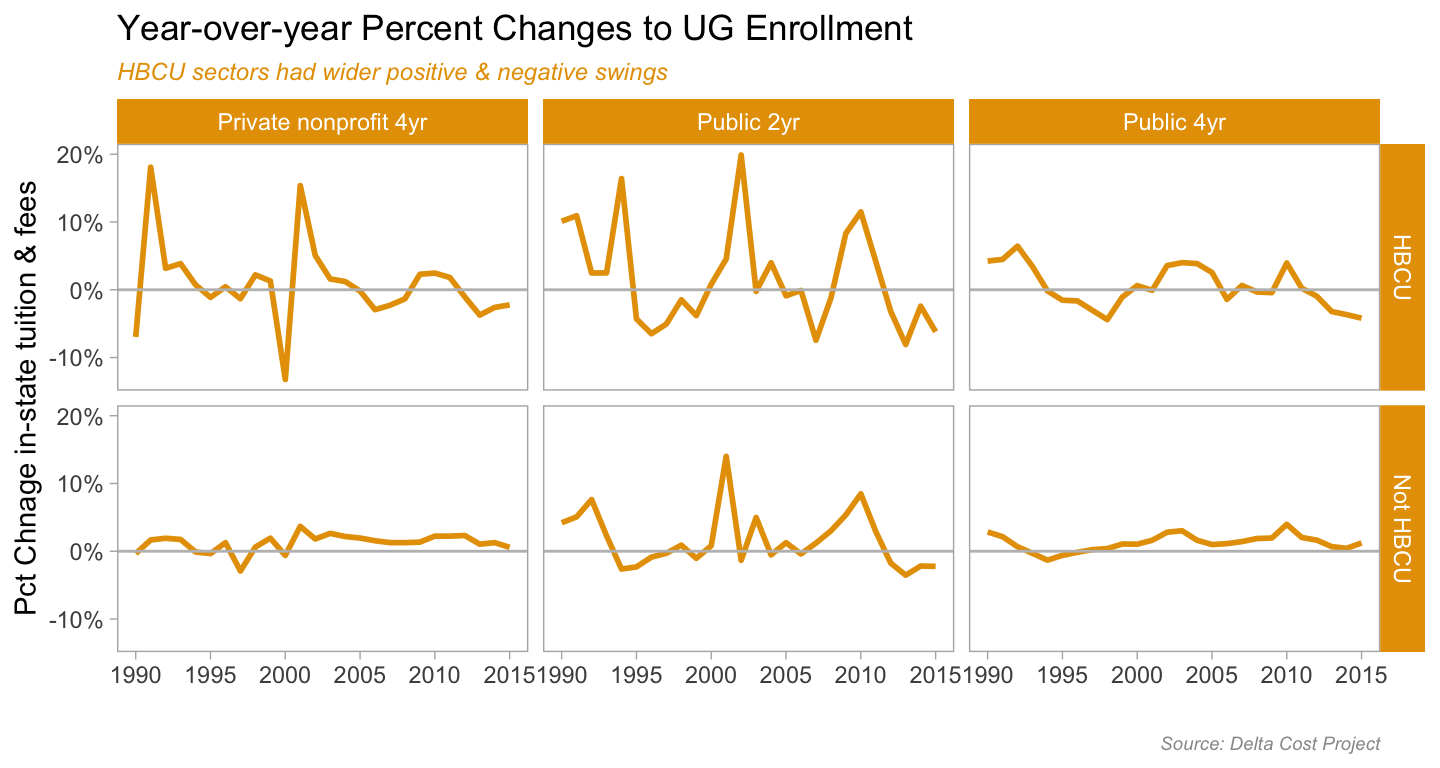 Year-over-year Percent Changes to UG Enrollment
HBCU sectors had wider positive & negative swings
Private nonprofit 4yr
Public 2yr
Public 4yr
Pct Chnage in-state tuition & fees
20%
10%
0%
-10%
HBCU
20%
10%
0%
-10%
Not HBCU
1990 1995 2000 2005 2010 2015
1990 1995 2000 2005 2010 2015
1990 1995 2000 2005 2010 2015
Source: Delta Cost Project